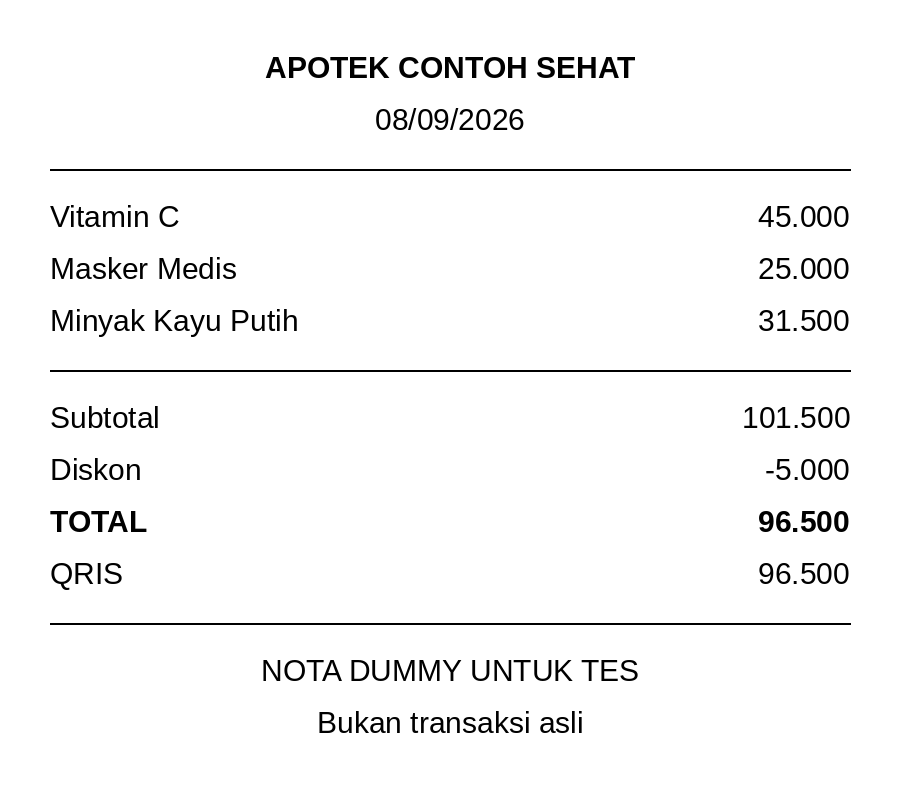 APOTEK CONTOH SEHAT
08/09/2026
Vitamin C 45.000
Masker Medis 25.000
Minyak Kayu Putih 31.500
Subtotal 101.500
Diskon -5.000
TOTAL 96.500
QRIS 96.500
NOTA DUMMY UNTUK TES
Bukan transaksi asli